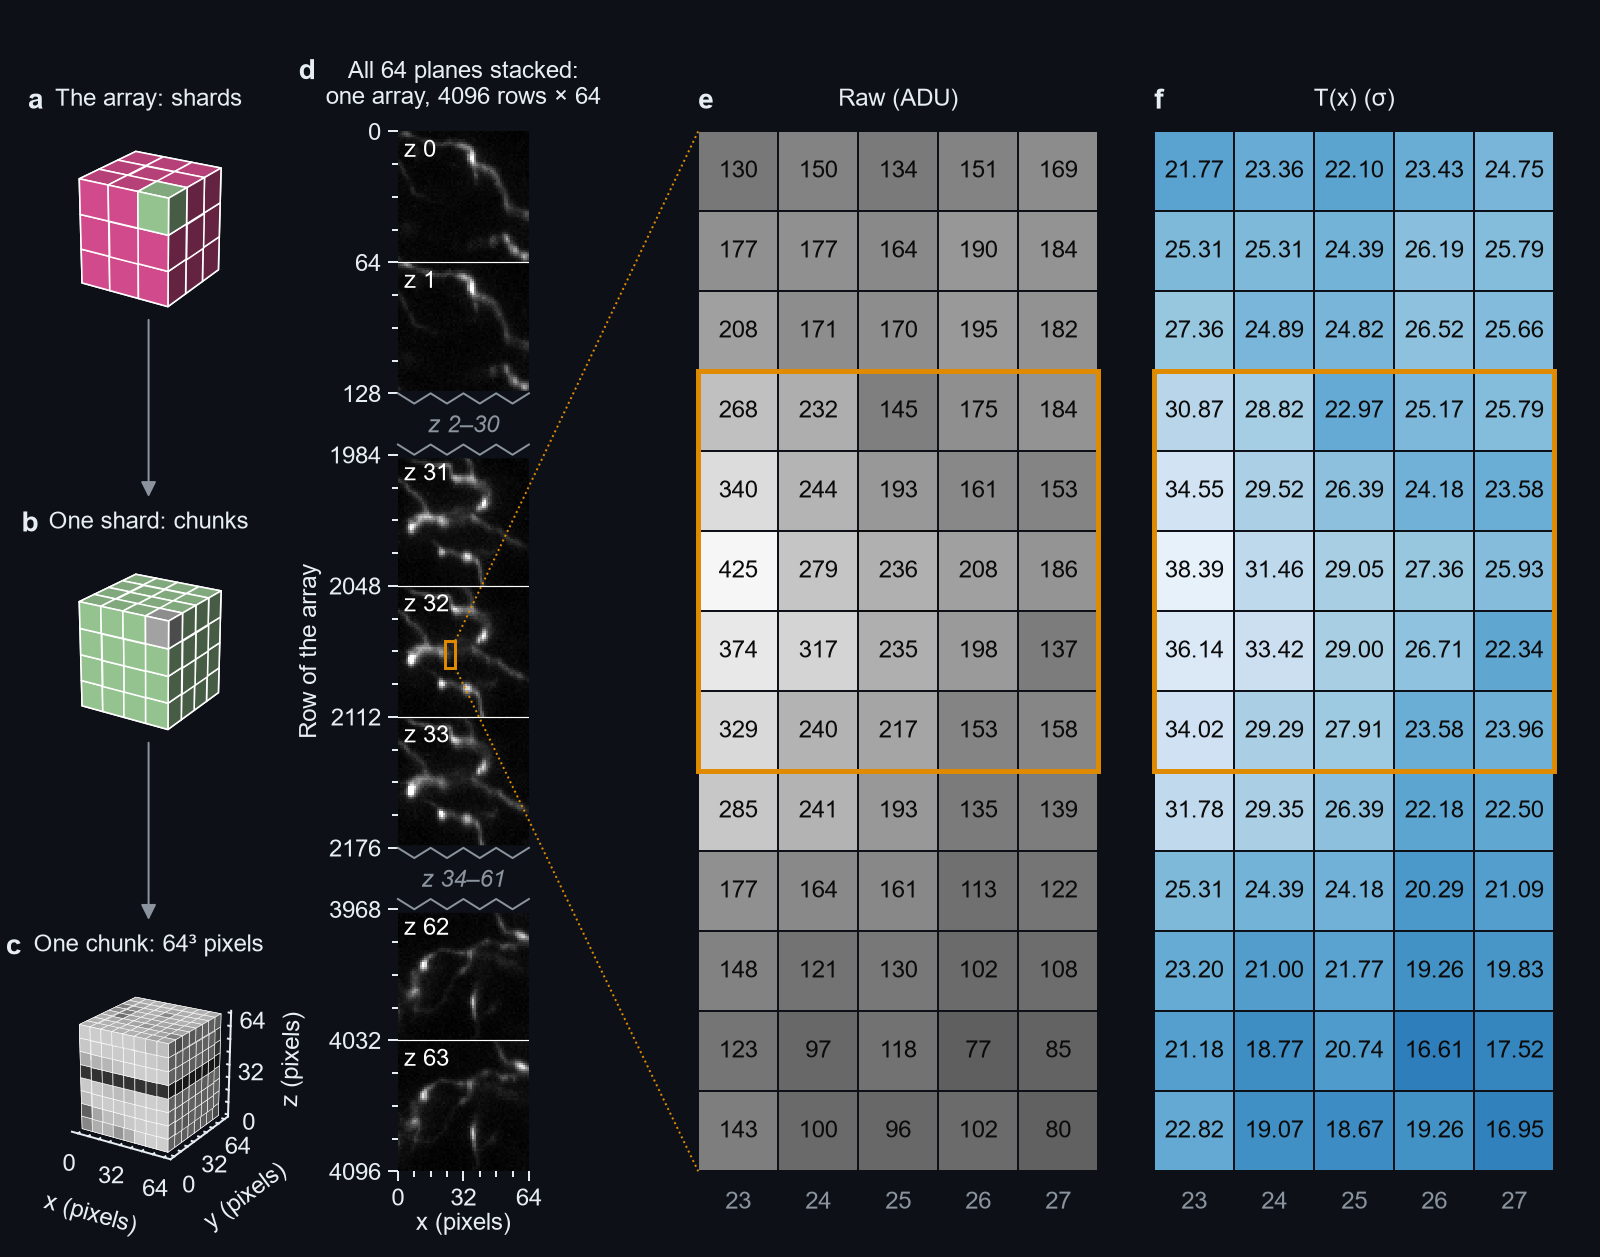 a The array: shards
b One shard: chunks
c One chunk: 64³ pixels
64
32
0
z (pixels)
0 32 64
x (pixels)
0 32 64
y (pixels)
d All 64 planes stacked:
one array, 4096 rows × 64
Row of the array
0
z 0
64
z 1
128
z 2–30
1984
z 31
2048
z 32
2112
z 33
2176
z 34–61
3968
z 62
4032
z 63
4096
0 32 64
x (pixels)
e Raw (ADU)
130 150 134 151 169
177 177 164 190 184
208 171 170 195 182
268 232 145 175 184
340 244 193 161 153
425 279 236 208 186
374 317 235 198 137
329 240 217 153 158
285 241 193 135 139
177 164 161 113 122
148 121 130 102 108
123 97 118 77 85
143 100 96 102 80
23 24 25 26 27
f T(x) (σ)
21.77 23.36 22.10 23.43 24.75
25.31 25.31 24.39 26.19 25.79
27.36 24.89 24.82 26.52 25.66
30.87 28.82 22.97 25.17 25.79
34.55 29.52 26.39 24.18 23.58
38.39 31.46 29.05 27.36 25.93
36.14 33.42 29.00 26.71 22.34
34.02 29.29 27.91 23.58 23.96
31.78 29.35 26.39 22.18 22.50
25.31 24.39 24.18 20.29 21.09
23.20 21.00 21.77 19.26 19.83
21.18 18.77 20.74 16.61 17.52
22.82 19.07 18.67 19.26 16.95
23 24 25 26 27